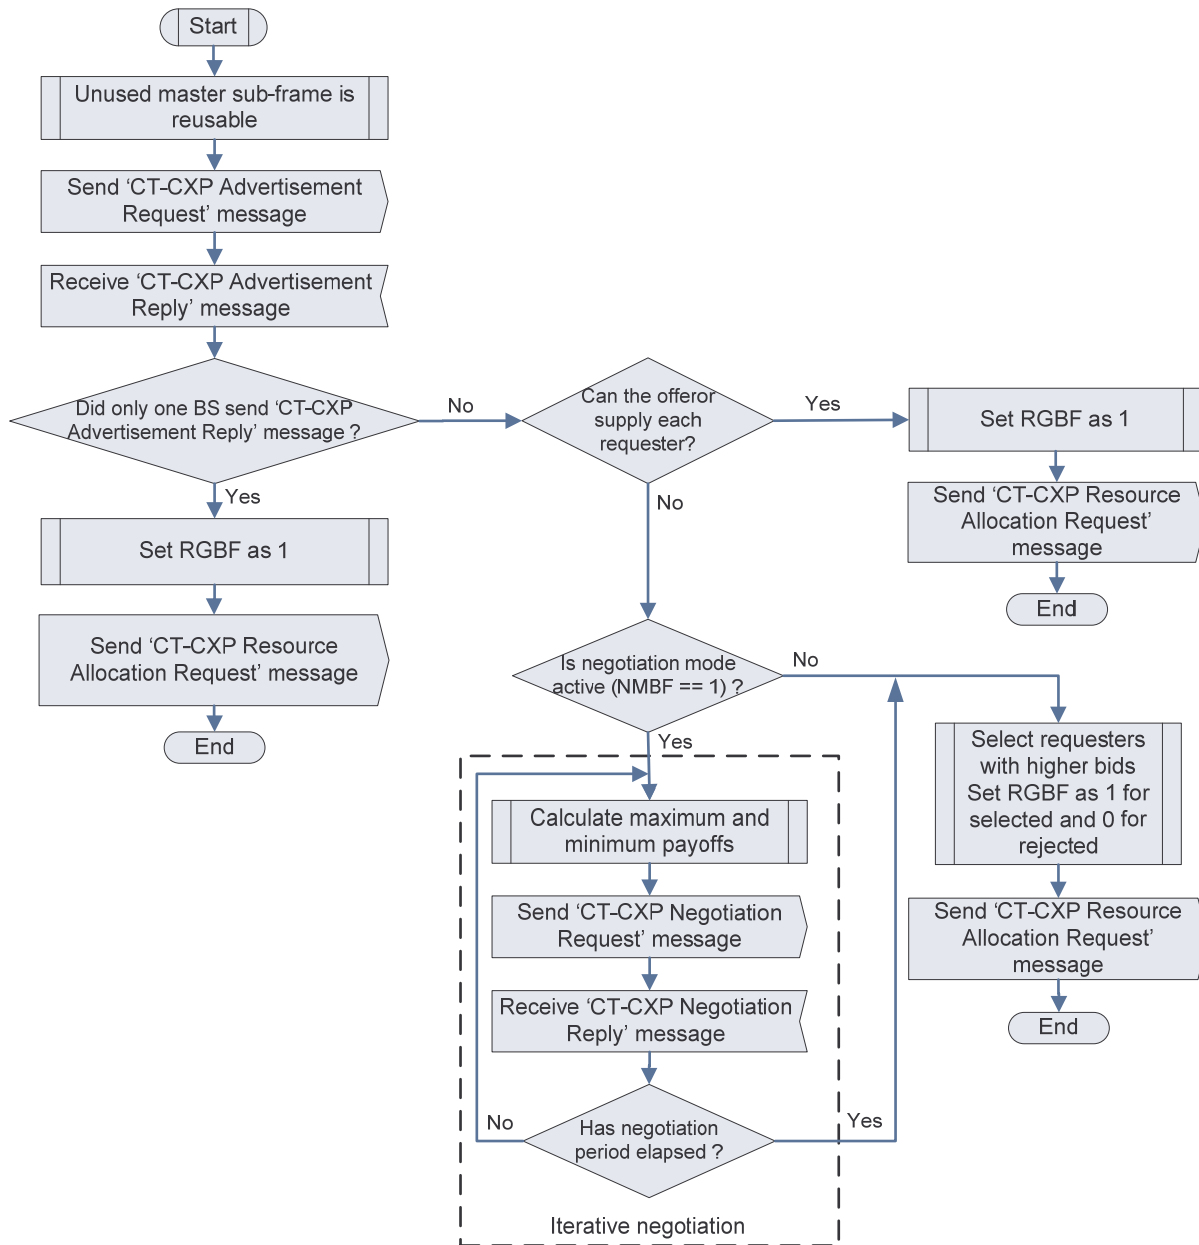 Start
Unused master sub-frame is
reusable
Send ‘CT-CXP Advertisement
Request’ message
Receive ‘CT-CXP Advertisement
Reply’ message
Did only one BS send ‘CT-CXP
Advertisement Reply’ message ?
No
Yes
Set RGBF as 1
Send ‘CT-CXP Resource
Allocation Request’ message
End
Can the offeror
supply each
requester?
Yes
No
Set RGBF as 1
Send ‘CT-CXP Resource
Allocation Request’
message
End
Is negotiation mode
active (NMBF == 1) ?
No
Yes
Calculate maximum and
minimum payoffs
Send ‘CT-CXP Negotiation
Request’ message
Receive ‘CT-CXP Negotiation
Reply’ message
Has negotiation
period elapsed ?
No
Yes
Iterative negotiation
Select requesters
with higher bids
Set RGBF as 1 for
selected and 0 for
rejected
Send ‘CT-CXP Resource
Allocation Request’
message
End